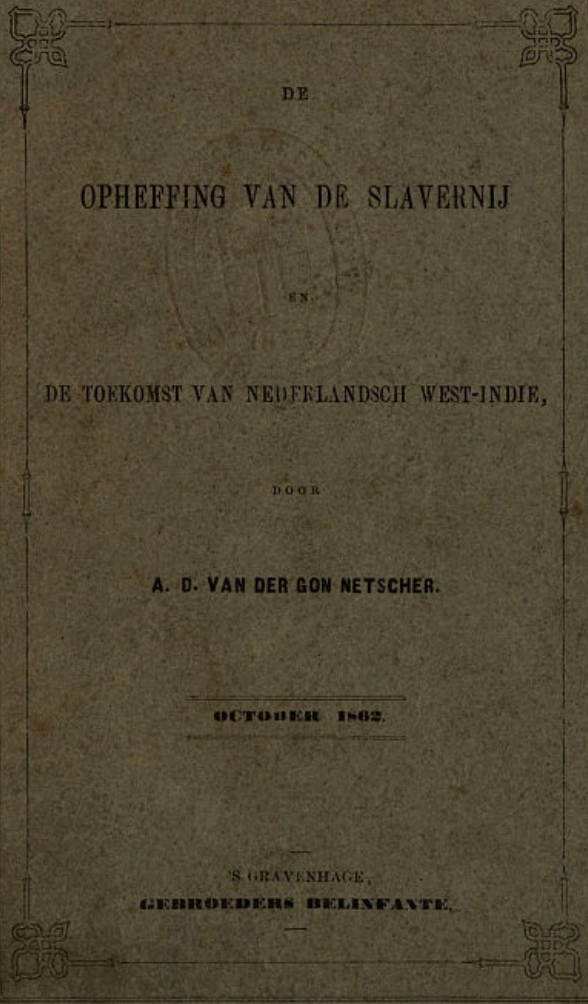 DE
OPHEFFING VAN DE SLAVERNIJ
EN
DE TOEKOMST VAN NEDERLANDSCH WEST-INDIE,
DOOR
A. D. VAN DER GON NETSCHER.
OCTOBER 1862.
'S GRAVENHAGE,
GEBROEDERS BELINFANTE.